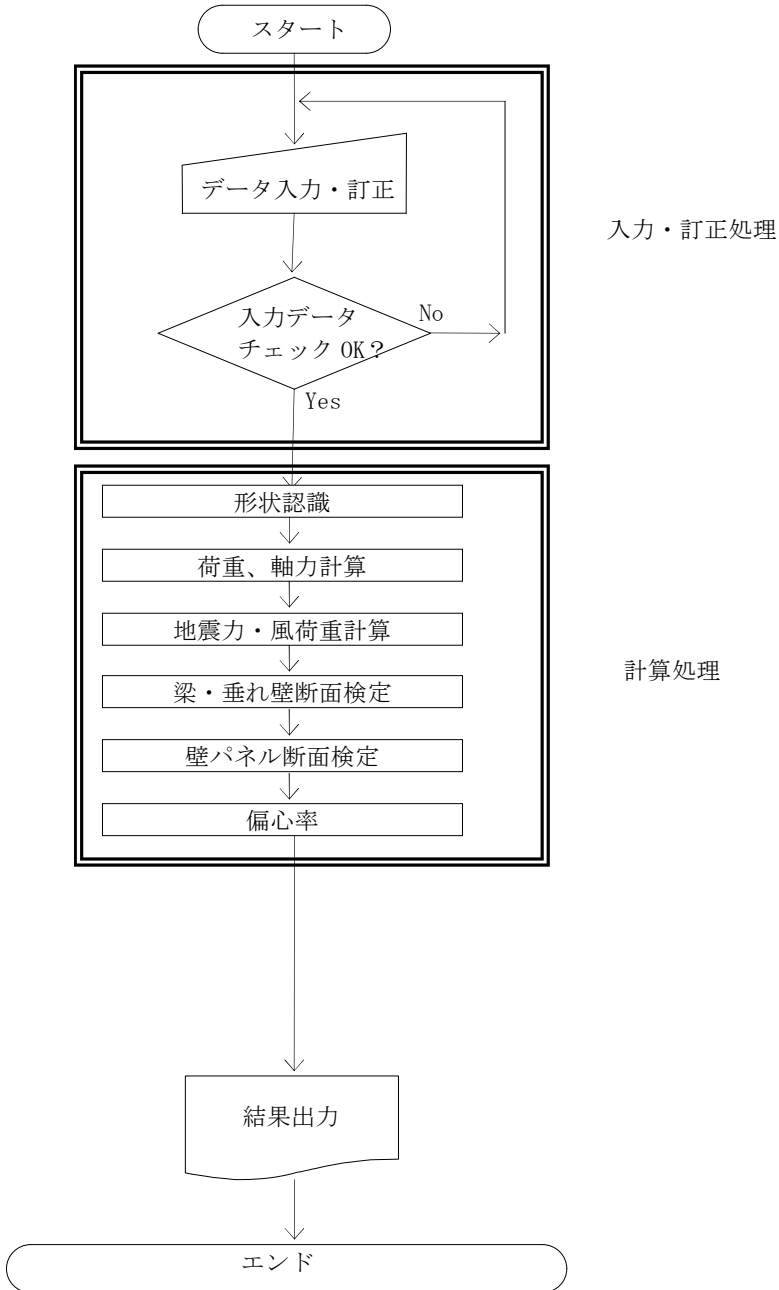 スタート
データ入力・訂正
入力・訂正処理
入力データ
チェック OK?
No
Yes
形状認識
荷重、軸力計算
地震力・風荷重計算
梁・垂れ壁断面検定
計算処理
壁パネル断面検定
偏心率
結果出力
エンド